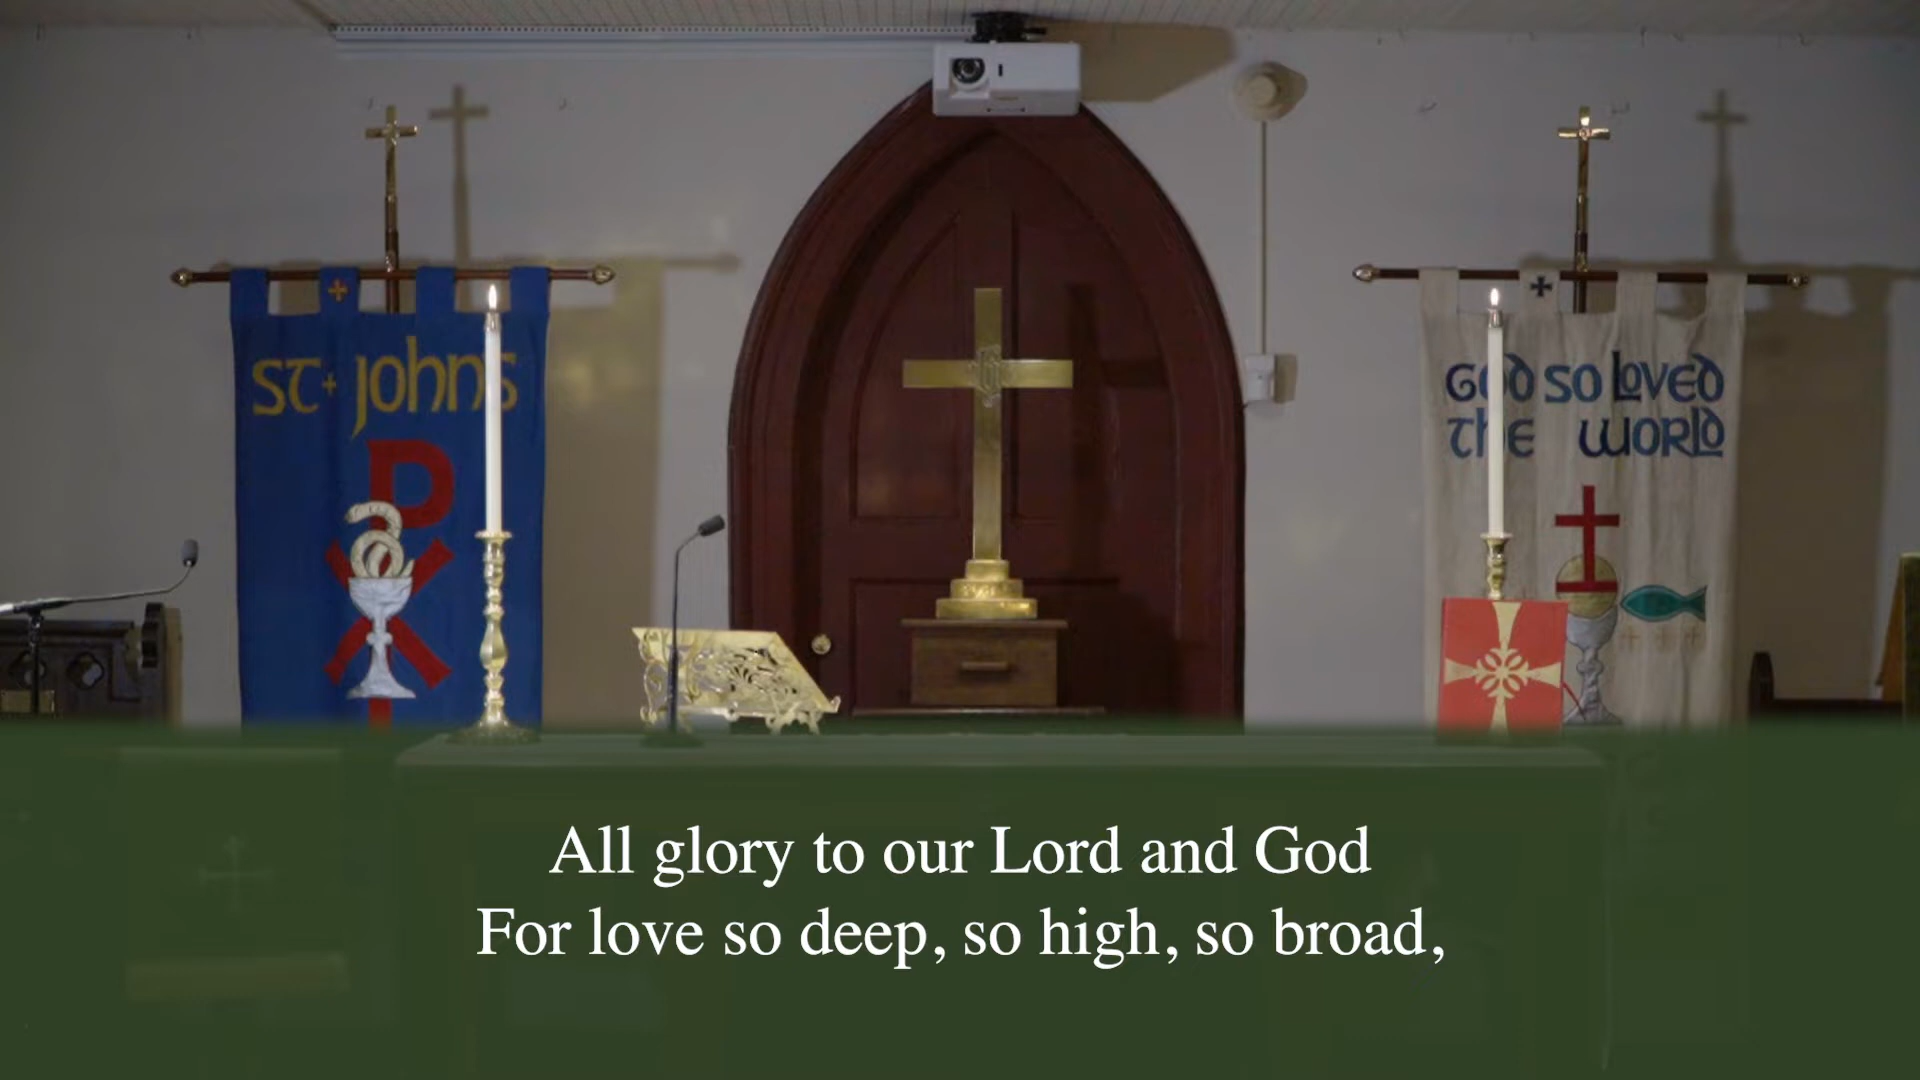 St+ Johns
GOD SO LOVED
THE WORLD
All glory to our Lord and God
For love so deep, so high, so broad,